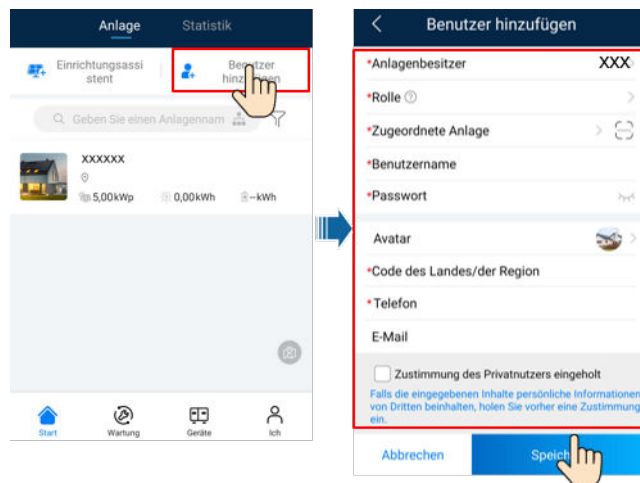 Anlage Statistik
Einrichtungsassi
stent
Benutzer
hinzufügen
Geben Sie einen Anlagennam
XXXXXX
5,00kWp 0,00kWh --kWh
Start Wartung Geräte Ich
Benutzer hinzufügen
*Anlagenbesitzer XXX
*Rolle
*Zugeordnete Anlage
*Benutzername
*Passwort
Avatar
*Code des Landes/der Region
*Telefon
E-Mail
Zustimmung des Privatnutzers eingeholt
Falls die eingegebenen Inhalte persönliche Informationen
von Dritten beinhalten, holen Sie vorher eine Zustimmung
ein.
Abbrechen Speich